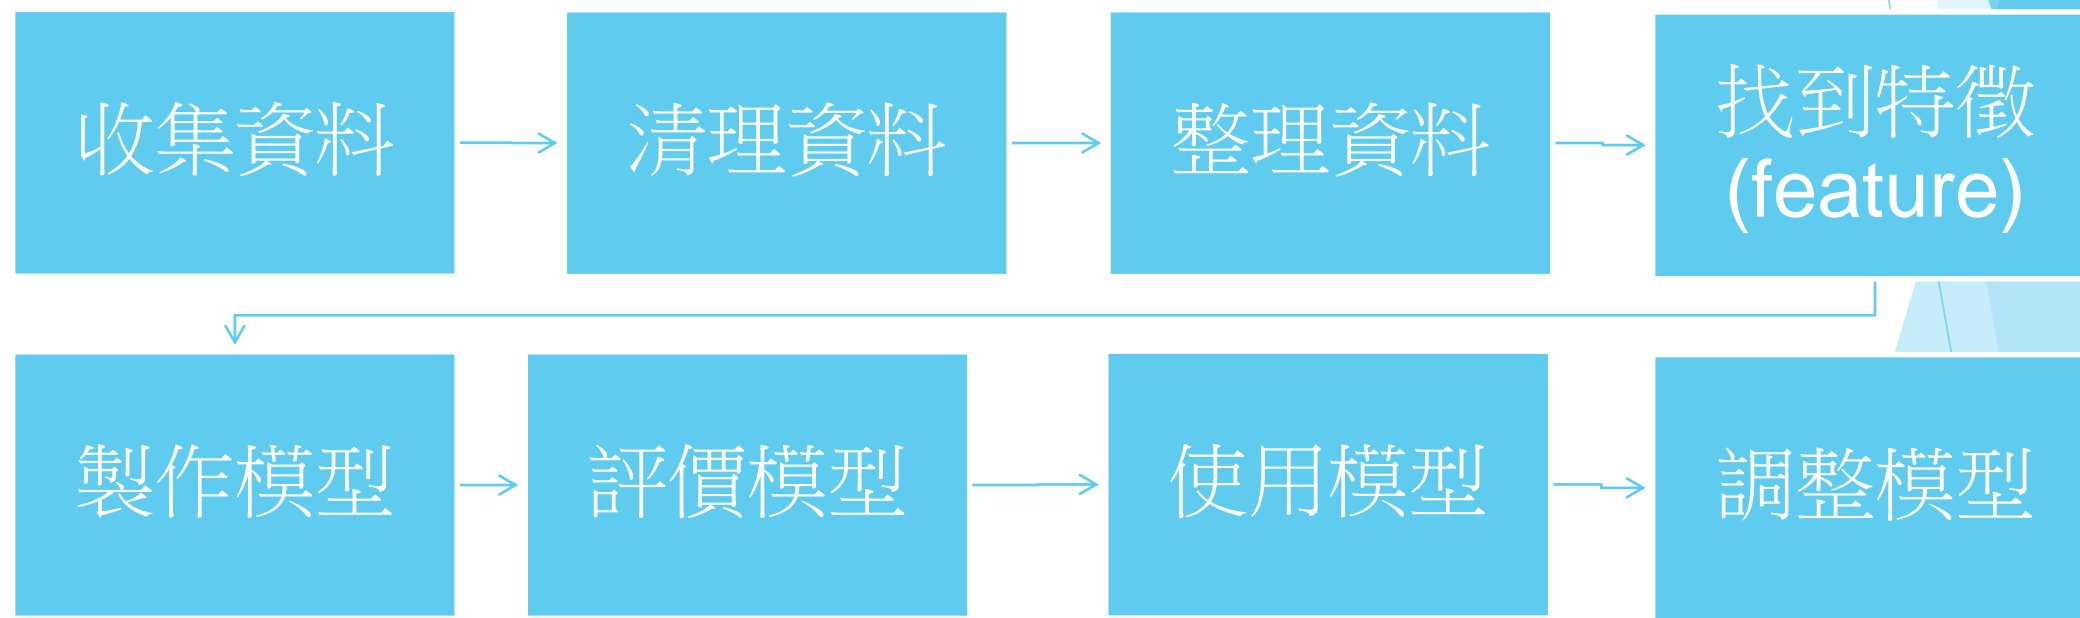 收集資料
清理資料
整理資料
找到特徵
(feature)
製作模型
評價模型
使用模型
調整模型